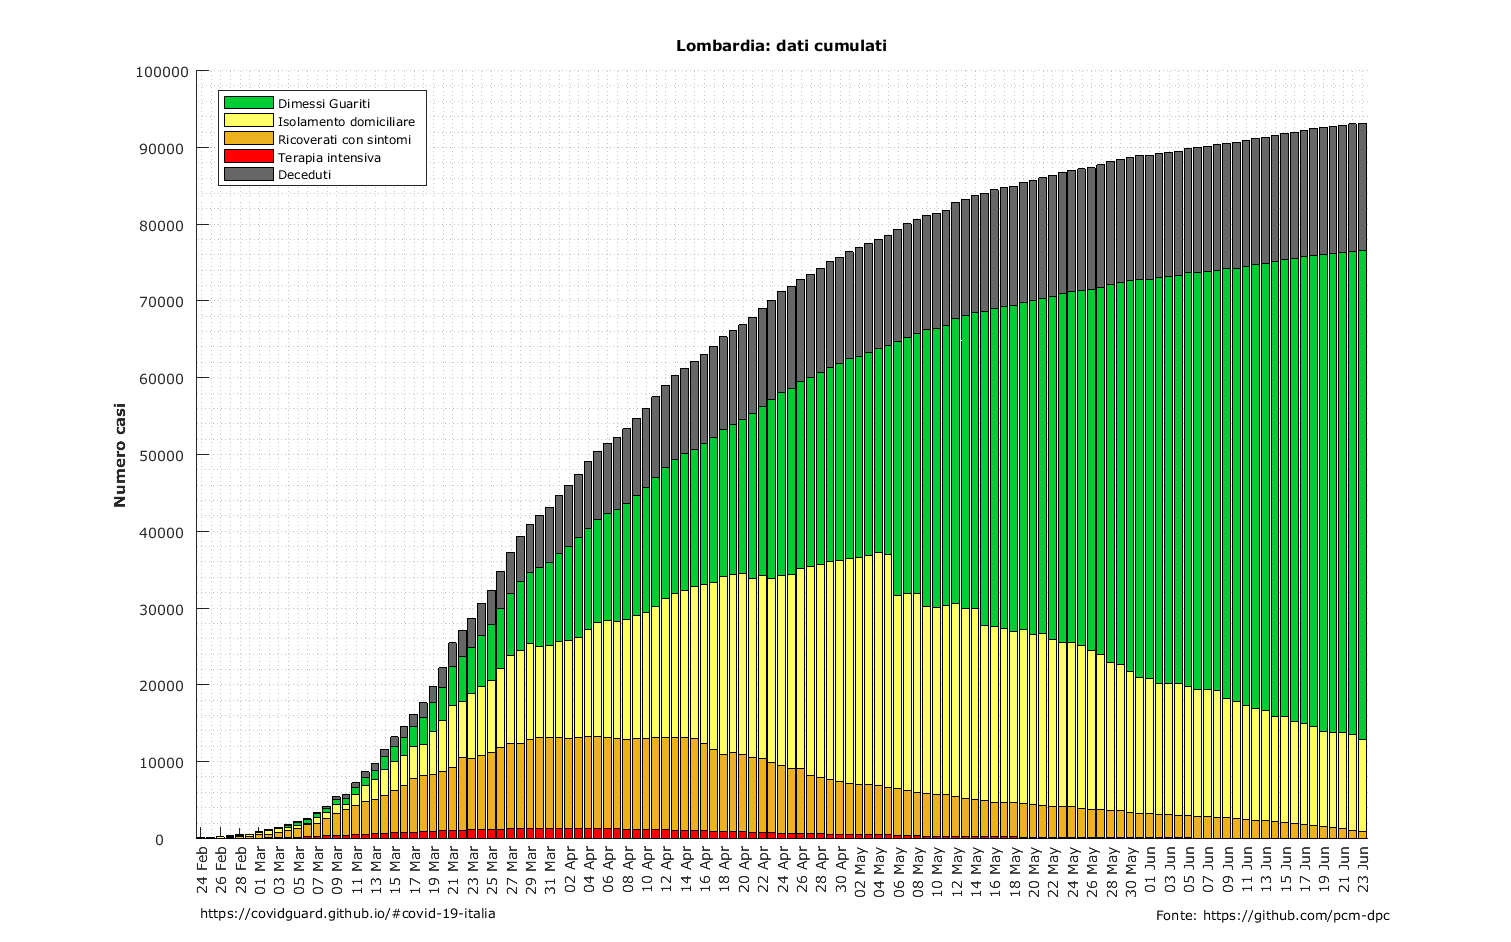 Lombardia: dati cumulati
100000
90000
80000
70000
60000
50000
40000
30000
20000
10000
0
Numero casi
Dimessi Guariti
Isolamento domiciliare
Ricoverati con sintomi
Terapia intensiva
Deceduti
24 Feb
26 Feb
28 Feb
01 Mar
03 Mar
05 Mar
07 Mar
09 Mar
11 Mar
13 Mar
15 Mar
17 Mar
19 Mar
21 Mar
23 Mar
25 Mar
27 Mar
29 Mar
31 Mar
02 Apr
04 Apr
06 Apr
08 Apr
10 Apr
12 Apr
14 Apr
16 Apr
18 Apr
20 Apr
22 Apr
24 Apr
26 Apr
28 Apr
30 Apr
02 May
04 May
06 May
08 May
10 May
12 May
14 May
16 May
18 May
20 May
22 May
24 May
26 May
28 May
30 May
01 Jun
03 Jun
05 Jun
07 Jun
09 Jun
11 Jun
13 Jun
15 Jun
17 Jun
19 Jun
21 Jun
23 Jun
https://covidguard.github.io/#covid-19-italia
Fonte: https://github.com/pcm-dpc